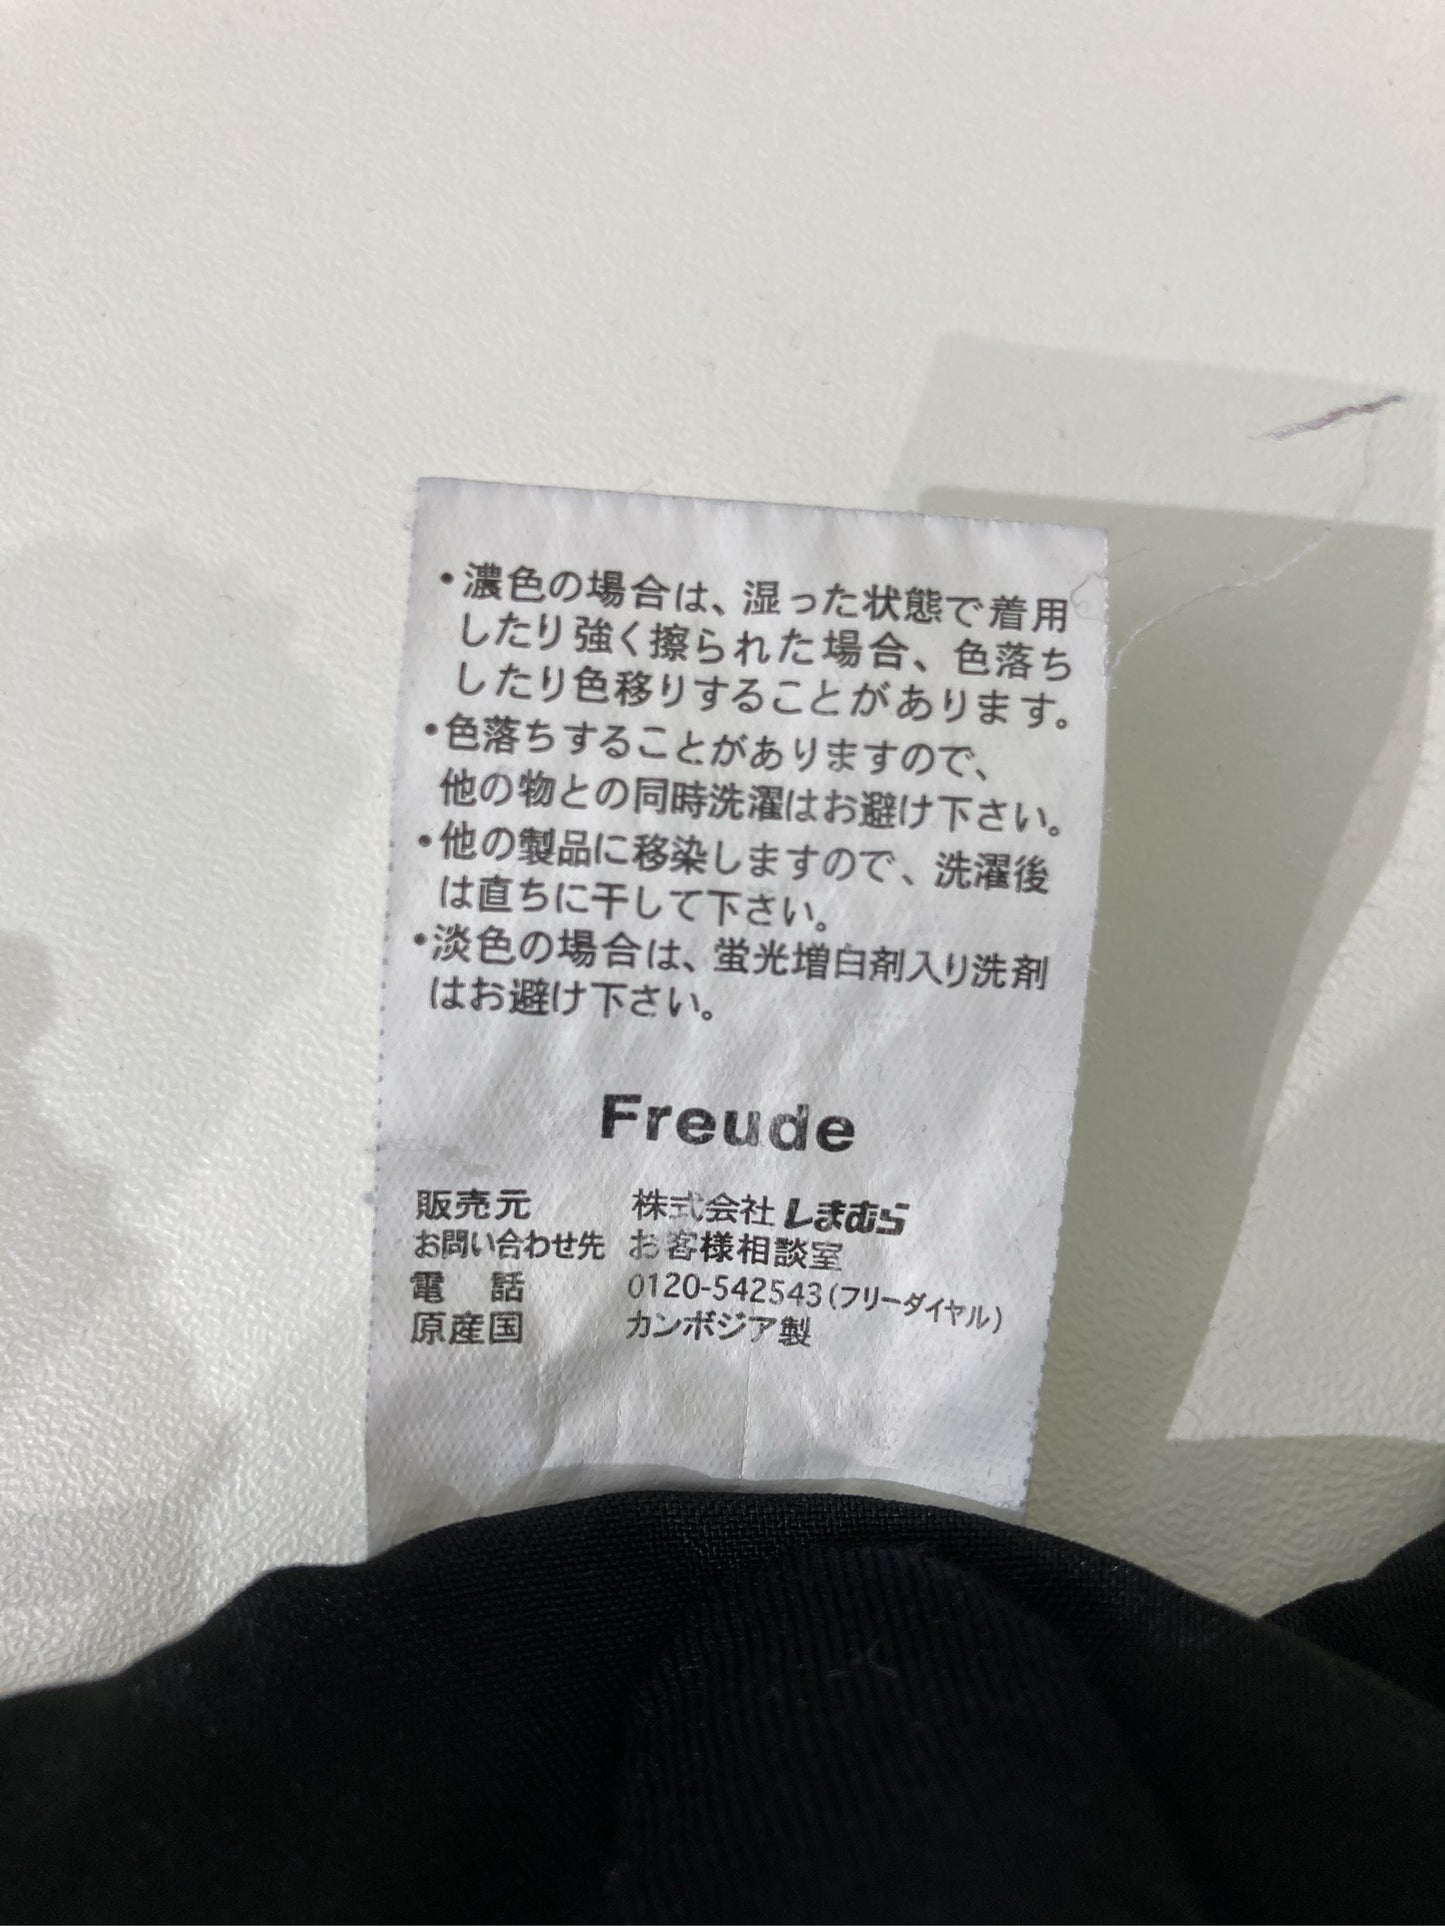 ・濃色の場合は、湿った状態で着用
したり強く擦られた場合、色落ち
したり色移りすることがあります。
・色落ちすることがありますので、
他の物との同時洗濯はお避け下さい。
・他の製品に移染しますので、洗濯後
は直ちに干して下さい。
・淡色の場合は、蛍光増白剤入り洗剤
はお避け下さい。
Freude
販売元 株式会社しまむら
お問い合わせ先 お客様相談室
電話 0120-542543(フリーダイヤル)
原産国 カンボジア製